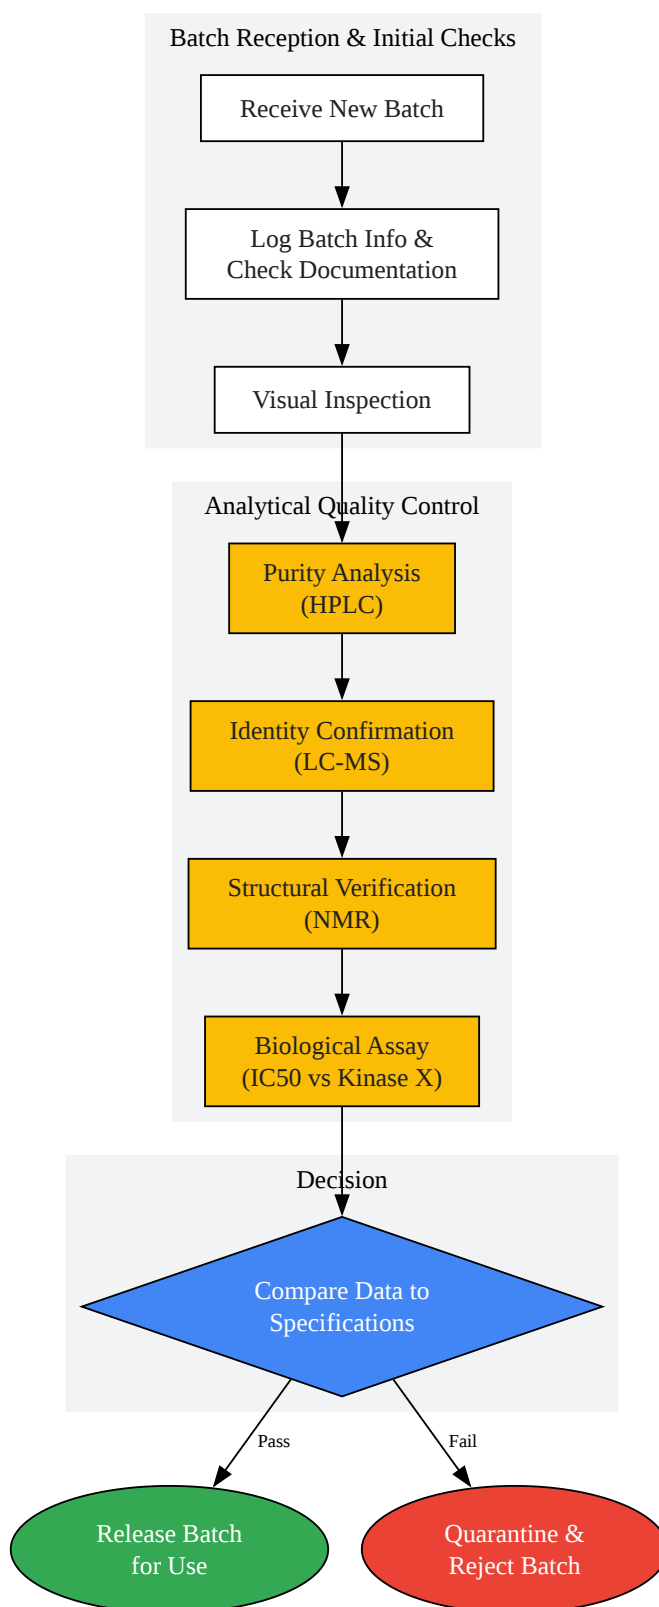 Batch Reception & Initial Checks
Receive New Batch
Log Batch Info &
Check Documentation
Visual Inspection
Analytical Quality Control
Purity Analysis
(HPLC)
Identity Confirmation
(LC-MS)
Structural Verification
(NMR)
Biological Assay
(IC50 vs Kinase X)
Decision
Compare Data to
Specifications
Pass
Fail
Release Batch
for Use
Quarantine &
Reject Batch